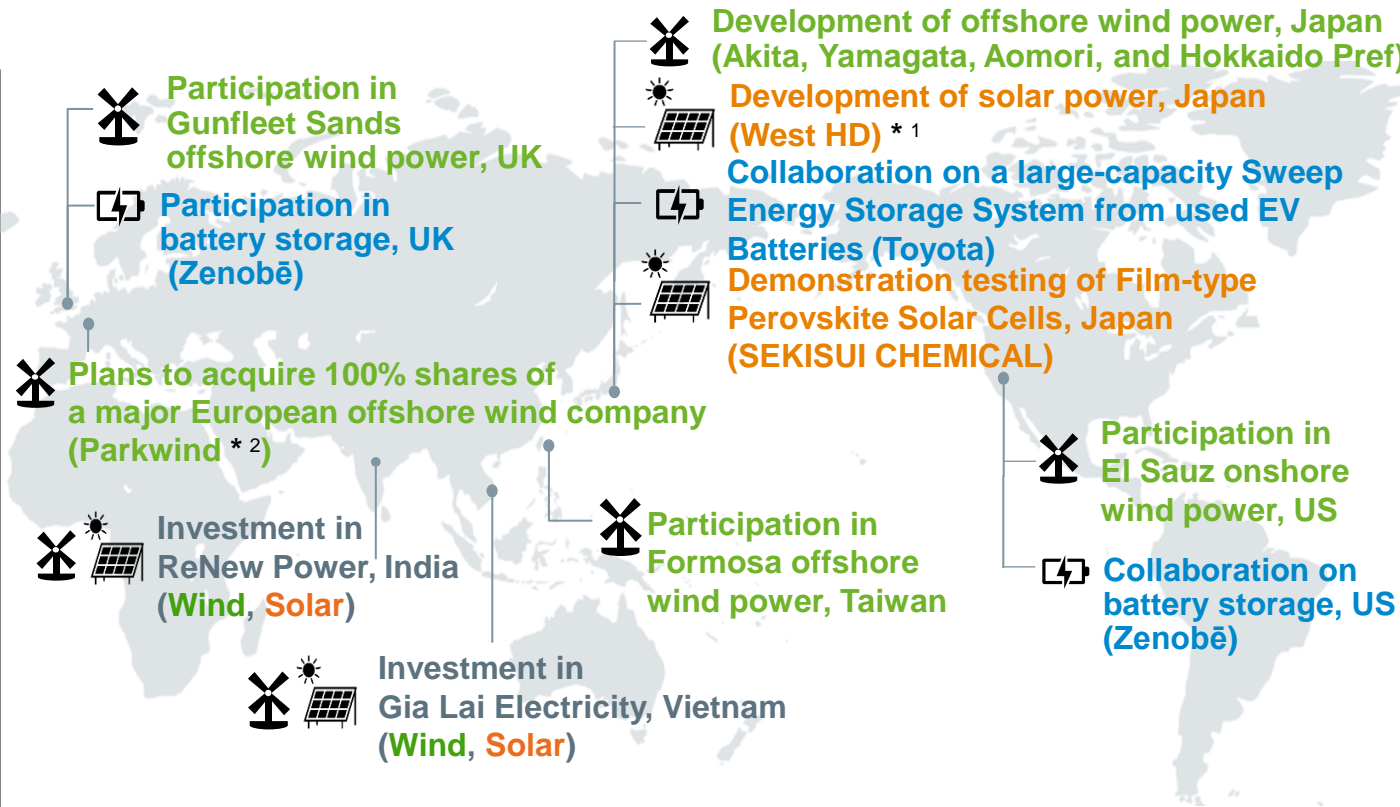 Development of offshore wind power, Japan
(Akita, Yamagata, Aomori, and Hokkaido Pref)
Participation in
Gunfleet Sands
offshore wind power, UK
Development of solar power, Japan
(West HD) * 1
Participation in
battery storage, UK
(Zenobē)
Collaboration on a large-capacity Sweep
Energy Storage System from used EV
Batteries (Toyota)
Demonstration testing of Film-type
Perovskite Solar Cells, Japan
(SEKISUI CHEMICAL)
Plans to acquire 100% shares of
a major European offshore wind company
(Parkwind * 2)
Participation in
El Sauz onshore
wind power, US
Investment in
ReNew Power, India
(Wind, Solar)
Participation in
Formosa offshore
wind power, Taiwan
Collaboration on
battery storage, US
(Zenobē)
Investment in
Gia Lai Electricity, Vietnam
(Wind, Solar)